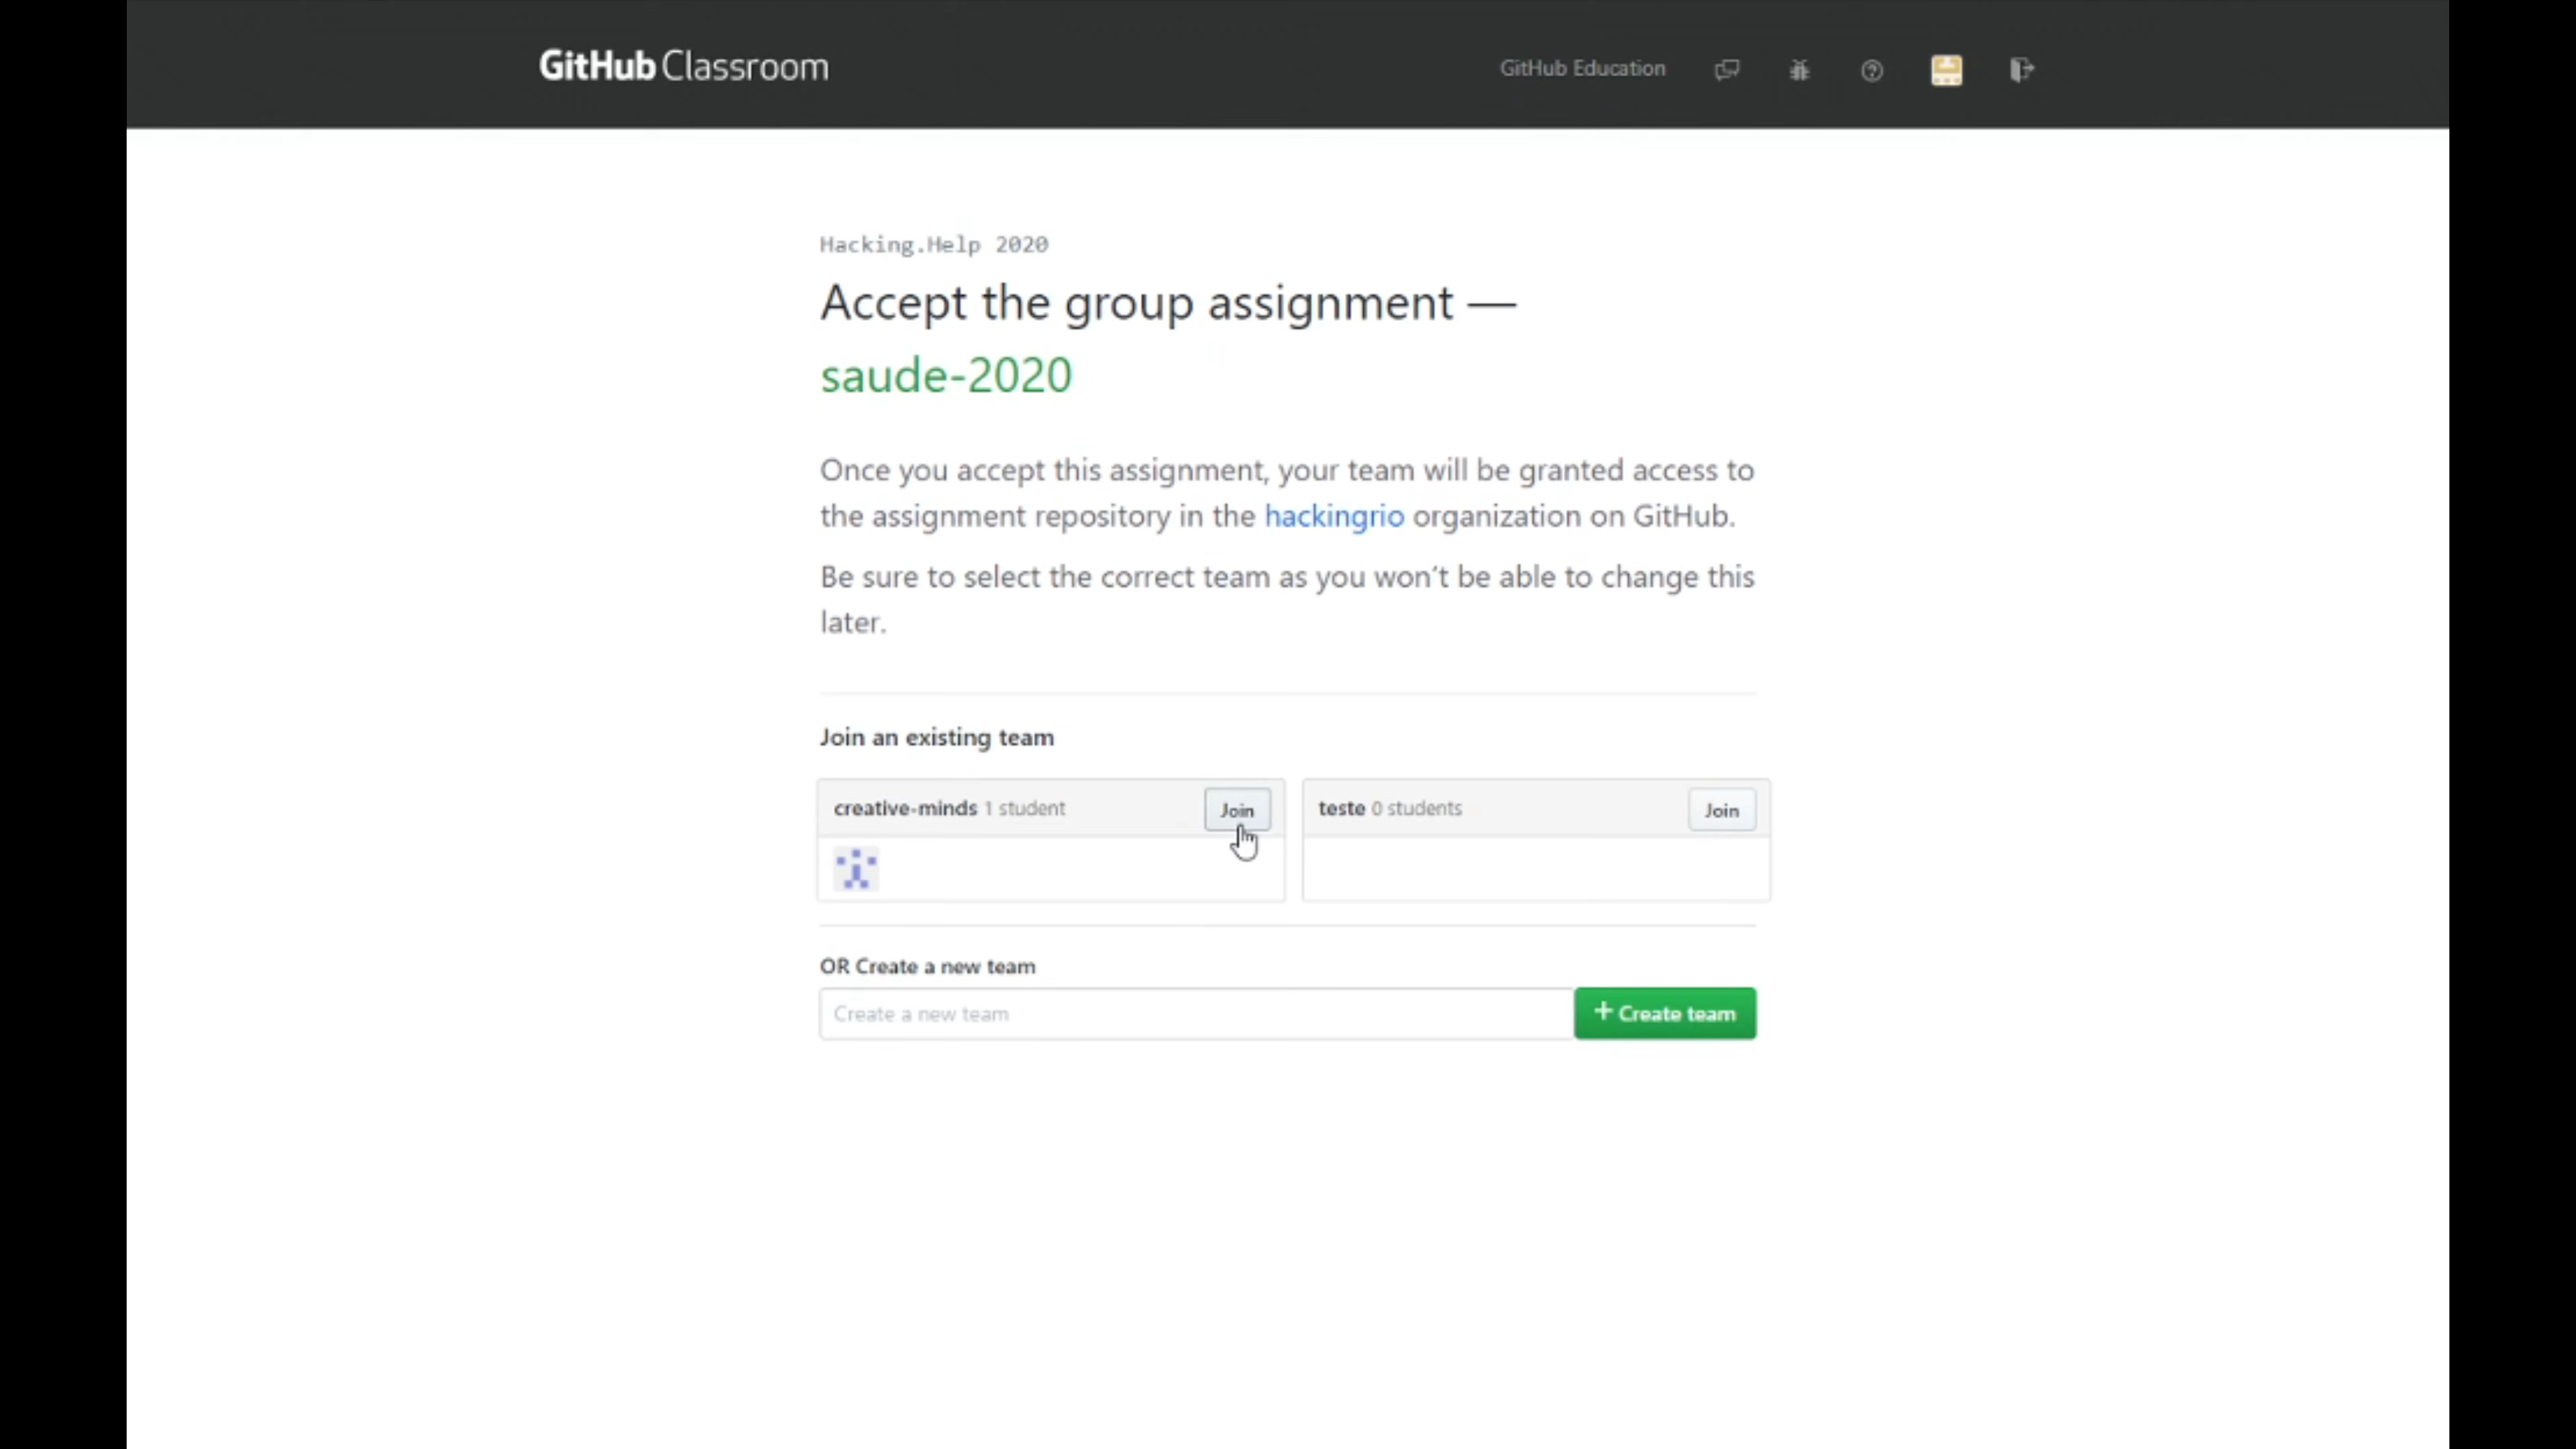 GitHub Classroom
GitHub Education
Hacking.Help 2020
Accept the group assignment —
saude-2020
Once you accept this assignment, your team will be granted access to
the assignment repository in the hackingrio organization on GitHub.
Be sure to select the correct team as you won't be able to change this
later.
Join an existing team
creative-minds 1 student Join
teste 0 students Join
OR Create a new team
Create a new team
+ Create team